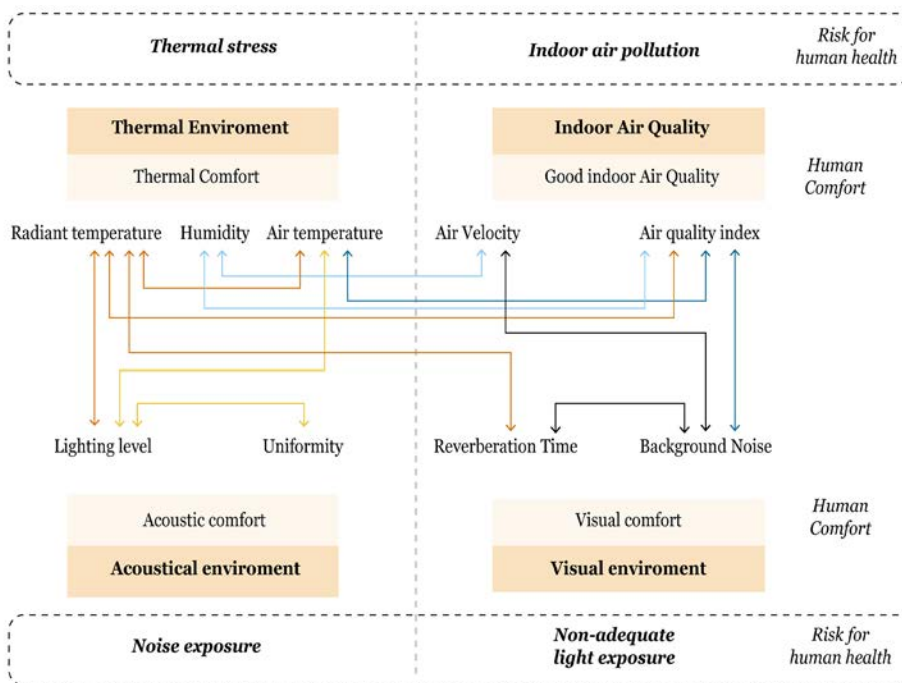 Thermal stress
Indoor air pollution
Risk for
human health
Thermal Enviroment
Indoor Air Quality
Thermal Comfort
Good indoor Air Quality
Human
Comfort
Radiant temperature
Humidity
Air temperature
Air Velocity
Air quality index
Lighting level
Uniformity
Reverberation Time
Background Noise
Acoustic comfort
Visual comfort
Human
Comfort
Acoustical enviroment
Visual enviroment
Noise exposure
Non-adequate
light exposure
Risk for
human health